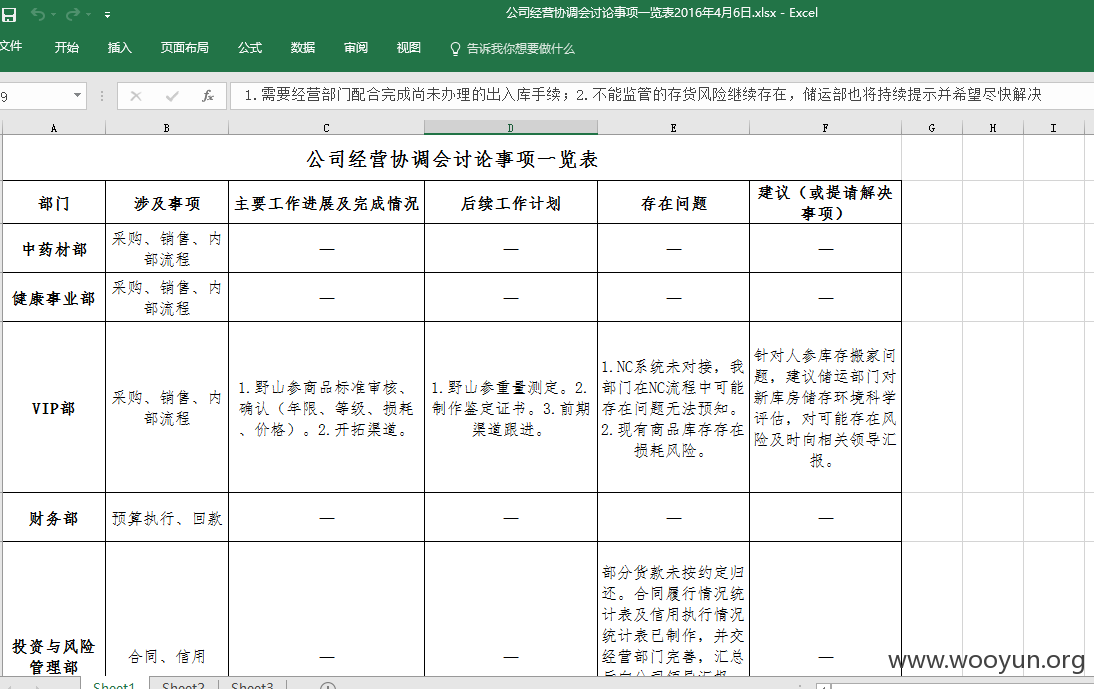 公司经营协调会讨论事项一览表2016年4月6日.xlsx - Excel
文件 开始 插入 页面布局 公式 数据 审阅 视图 告诉我你想要做什么
9 fx 1.需要经营部门配合完成尚未办理的出入库手续；2.不能监管的存货风险继续存在，储运部也将持续提示并希望尽快解决
A B C D E F G H I
公司经营协调会讨论事项一览表
部门 涉及事项 主要工作进展及完成情况 后续工作计划 存在问题 建议（或提请解决
事项）
中药材部
采购、销售、内
部流程
— — — —
健康事业部
采购、销售、内
部流程
— — — —
VIP部
采购、销售、内
部流程
1.野山参商品标准审核、
确认（年限、等级、损耗
、价格）。2.开拓渠道。
1.野山参重量测定。2.
制作鉴定证书。3.前期
渠道跟进。
1.NC系统未对接，我
部门在NC流程中可能
存在问题无法预知。
2.现有商品库存存在
损耗风险。
针对人参库存搬家问
题，建议储运部门对
新库房储存环境科学
评估，对可能存在风
险及时向相关领导汇
报。
财务部 预算执行、回款 — — — —
投资与风险
管理部
合同、信用
— —
部分货款未按约定归
还。合同履行情况统
计表及信用执行情况
统计表已制作，并交
经营部门完善，汇总
—
www.wooyun.org
Sheet1 Sheet2 Sheet3